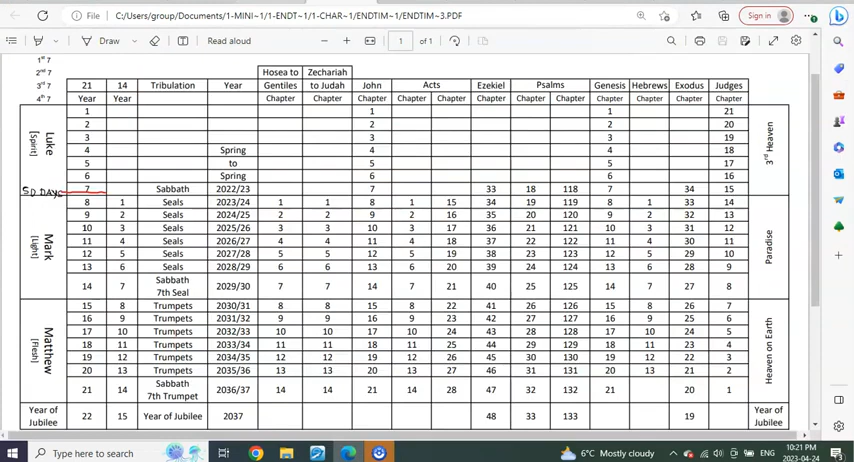 File C:/Users/group/Documents/1-MINI~1/1-ENDT~1/1-CHAR~1/ENDTIM~1/ENDTIM~3.PDF Sign in
Draw Read aloud 1 of 1
1st 7
2nd 7 Hosea to Zechariah
3rd 7 21 14 Tribulation Year Gentiles to Judah John Acts Ezekiel Psalms Genesis Hebrews Exodus Judges
4th 7 Year Year Chapter Chapter Chapter Chapter Chapter Chapter Chapter Chapter Chapter Chapter Chapter Chapter
1 1 1 21
2 2 2 20
3 3 3 19
4 Spring 4 4 18
5 to 5 5 17
6 Spring 6 6 16
7 Sabbath 2022/23 7 33 18 118 7 34 15
Luke
[Spirit]
3rd Heaven
50 DAYS
8 1 Seals 2023/24 1 1 8 1 15 34 19 119 8 1 33 14
9 2 Seals 2024/25 2 2 9 2 16 35 20 120 9 2 32 13
10 3 Seals 2025/26 3 3 10 3 17 36 21 121 10 3 31 12
11 4 Seals 2026/27 4 4 11 4 18 37 22 122 11 4 30 11
12 5 Seals 2027/28 5 5 12 5 19 38 23 123 12 5 29 10
13 6 Seals 2028/29 6 6 13 6 20 39 24 124 13 6 28 9
14 7 Sabbath 2029/30 7 7 14 7 21 40 25 125 14 7 27 8
7th Seal
Mark
[Light]
Paradise
15 8 Trumpets 2030/31 8 8 15 8 22 41 26 126 15 8 26 7
16 9 Trumpets 2031/32 9 9 16 9 23 42 27 127 16 9 25 6
17 10 Trumpets 2032/33 10 10 17 10 24 43 28 128 17 10 24 5
18 11 Trumpets 2033/34 11 11 18 11 25 44 29 129 18 11 23 4
19 12 Trumpets 2034/35 12 12 19 12 26 45 30 130 19 12 22 3
20 13 Trumpets 2035/36 13 13 20 13 27 46 31 131 20 13 21 2
21 14 Sabbath 2036/37 14 14 21 14 28 47 32 132 21 20 1
7th Trumpet
Matthew
[Flesh]
Heaven on Earth
Year of Jubilee 22 15 Year of Jubilee 2037 48 33 133 19 Year of Jubilee
Type here to search 6°C Mostly cloudy ENG 10:21 PM
2023-04-24
3